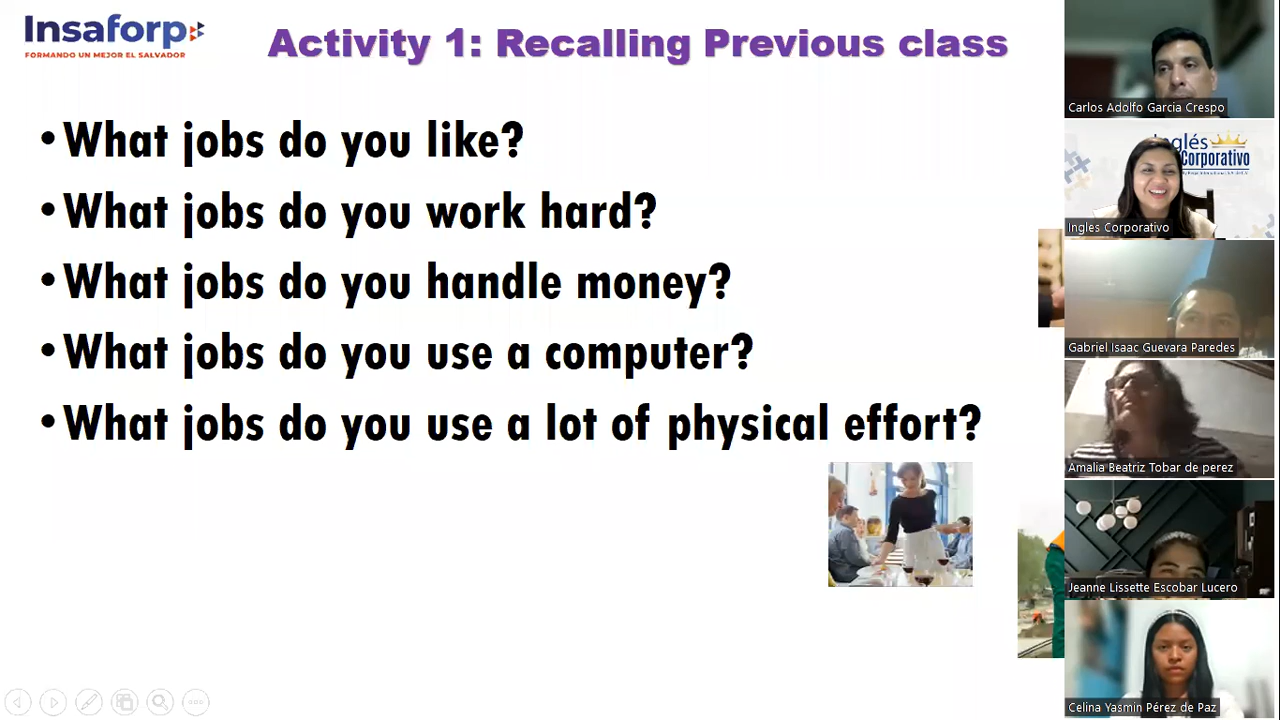 Insaforp
FORMANDO UN MEJOR EL SALVADOR
Activity 1: Recalling Previous class
•What jobs do you like?
•What jobs do you work hard?
•What jobs do you handle money?
•What jobs do you use a computer?
•What jobs do you use a lot of physical effort?
Carlos Adolfo Garcia Crespo
Inglés
Corporativo
Ingles Corporativo
Gabriel Isaac Guevara Paredes
Amalia Beatriz Tobar de perez
Jeanne Lissette Escobar Lucero
Celina Yasmin Pérez de Paz